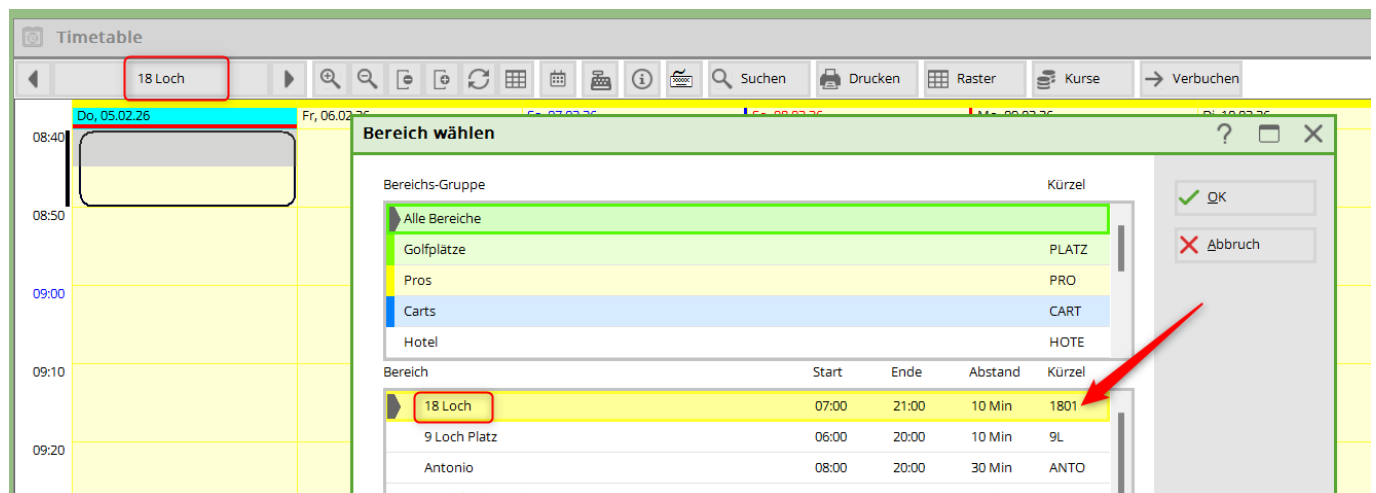 Timetable
18 Loch Suchen Drucken Raster Kurse Verbuchen
Do, 05.02.26 Fr, 06.02
08:40
08:50
09:00
09:10
09:20
Bereich wählen ?
Bereichs-Gruppe Kürzel
Alle Bereiche
Golfplätze PLATZ
Pros PRO
Carts CART
Hotel HOTE
OK
Abbruch
Bereich Start Ende Abstand Kürzel
18 Loch 07:00 21:00 10 Min 1801
9 Loch Platz 06:00 20:00 10 Min 9L
Antonio 08:00 20:00 30 Min ANTO